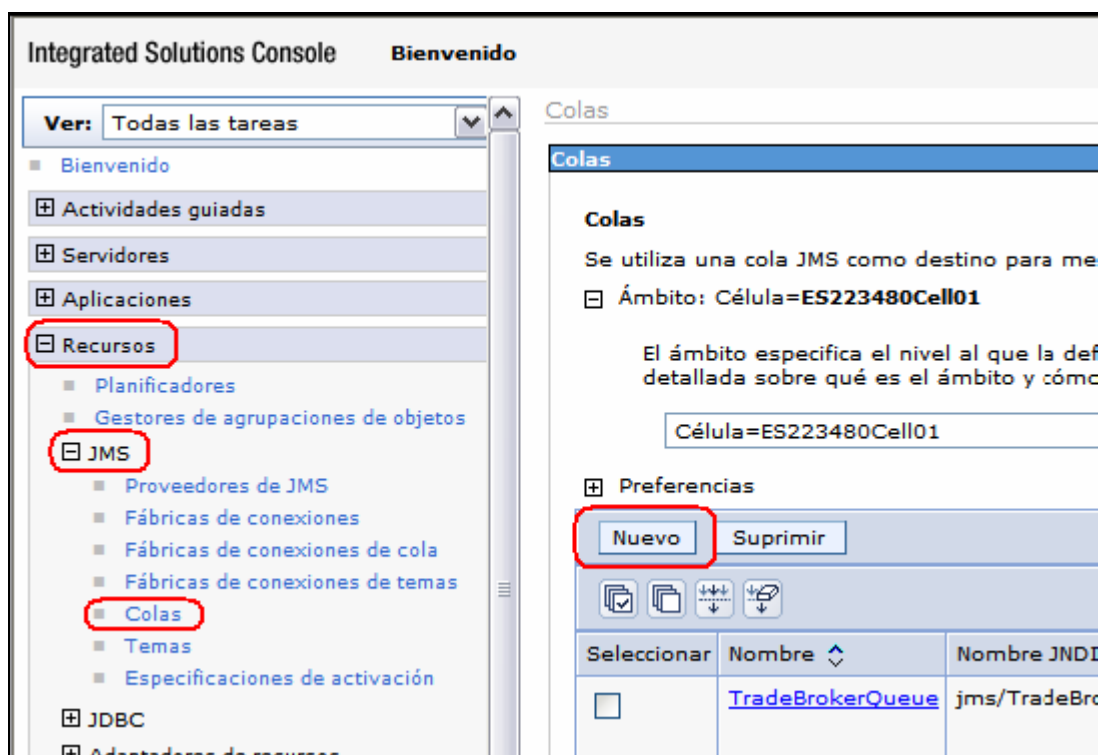 Integrated Solutions Console Bienvenido
Ver: Todas las tareas
Bienvenido
Actividades guiadas
Servidores
Aplicaciones
Recursos
Planificadores
Gestores de agrupaciones de objetos
JMS
Proveedores de JMS
Fábricas de conexiones
Fábricas de conexiones de cola
Fábricas de conexiones de temas
Colas
Temas
Especificaciones de activación
JDBC
Adaptadores de recursos
Colas
Colas
Colas
Se utiliza una cola JMS como destino para me
Ámbito: Célula=ES223480Cell01
El ámbito especifica el nivel al que la def
detallada sobre qué es el ámbito y cómo
Célula=ES223480Cell01
Preferencias
Nuevo Suprimir
Seleccionar Nombre Nombre JNDI
TradeBrokerQueue jms/TradeBro